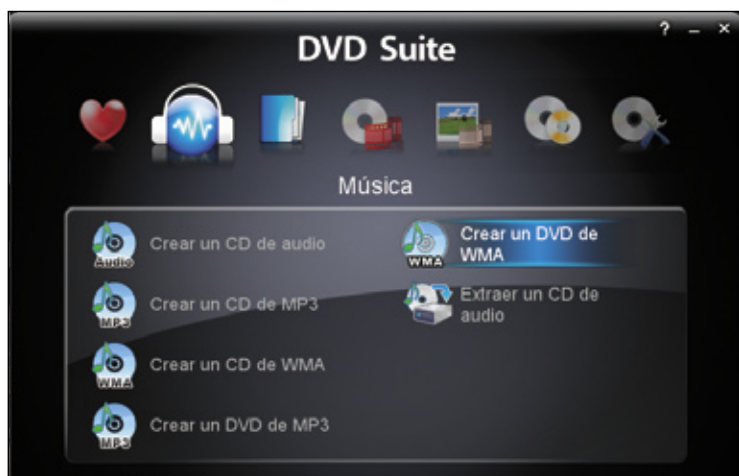 DVD Suite
?
Música
Crear un CD de audio
Audio
Crear un CD de MP3
MP3
Crear un CD de WMA
WMA
Crear un DVD de MP3
MP3
Crear un DVD de
WMA
WMA
Extraer un CD de
audio